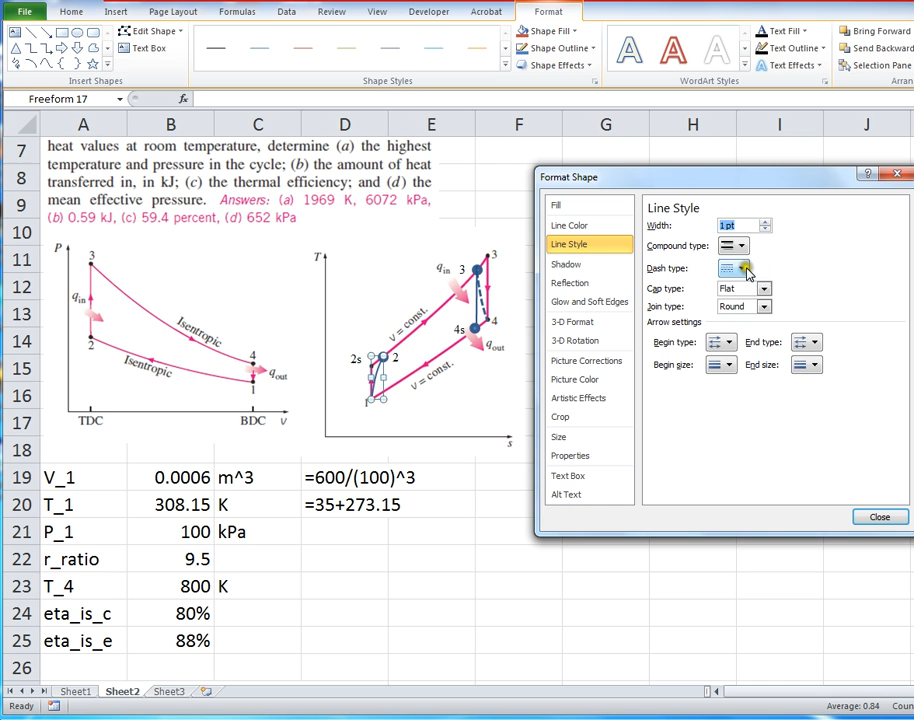 File Home Insert Page Layout Formulas Data Review View Developer Acrobat Format
Edit Shape
Text Box
Insert Shapes
Shape Fill
Shape Outline
Shape Effects
Shape Styles
A A A
WordArt Styles
Text Fill
Text Outline
Text Effects
Bring Forward
Send Backward
Selection Pane
Arran
Freeform 17 fx
A B C D E F G H I J
7 heat values at room temperature, determine (a) the highest
8 temperature and pressure in the cycle; (b) the amount of heat
transferred in, in kJ; (c) the thermal efficiency; and (d) the
9 mean effective pressure. Answers: (a) 1969 K, 6072 kPa,
10 (b) 0.59 kJ, (c) 59.4 percent, (d) 652 kPa
11
12
13
14
15
16
17
18
P
3
qin
2
Isentropic
Isentropic
4
qout
1
TDC BDC v
T
3
qin 3
v = const.
4
4s
qout
2s 2
v = const.
1
s
19 V_1 0.0006 m^3 =600/(100)^3
20 T_1 308.15 K =35+273.15
21 P_1 100 kPa
22 r_ratio 9.5
23 T_4 800 K
24 eta_is_c 80%
25 eta_is_e 88%
26
Format Shape
Fill
Line Color
Line Style
Shadow
Reflection
Glow and Soft Edges
3-D Format
3-D Rotation
Picture Corrections
Picture Color
Artistic Effects
Crop
Size
Properties
Text Box
Alt Text
Line Style
Width: 1 pt
Compound type:
Dash type:
Cap type: Flat
Join type: Round
Arrow settings
Begin type: End type:
Begin size: End size:
Close
Sheet1 Sheet2 Sheet3
Ready Average: 0.84 Coun